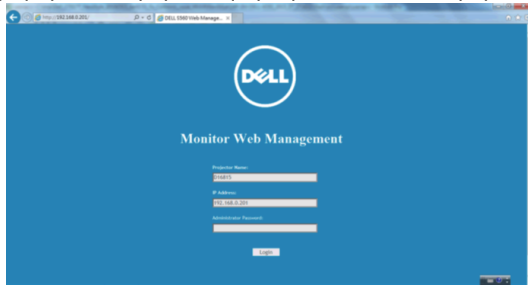 http://192.168.0.201/
DELL S560 Web Manage...
DELL
Monitor Web Management
Projector Name:
IP Address:
192.168.0.201
Administrator Password:
Login